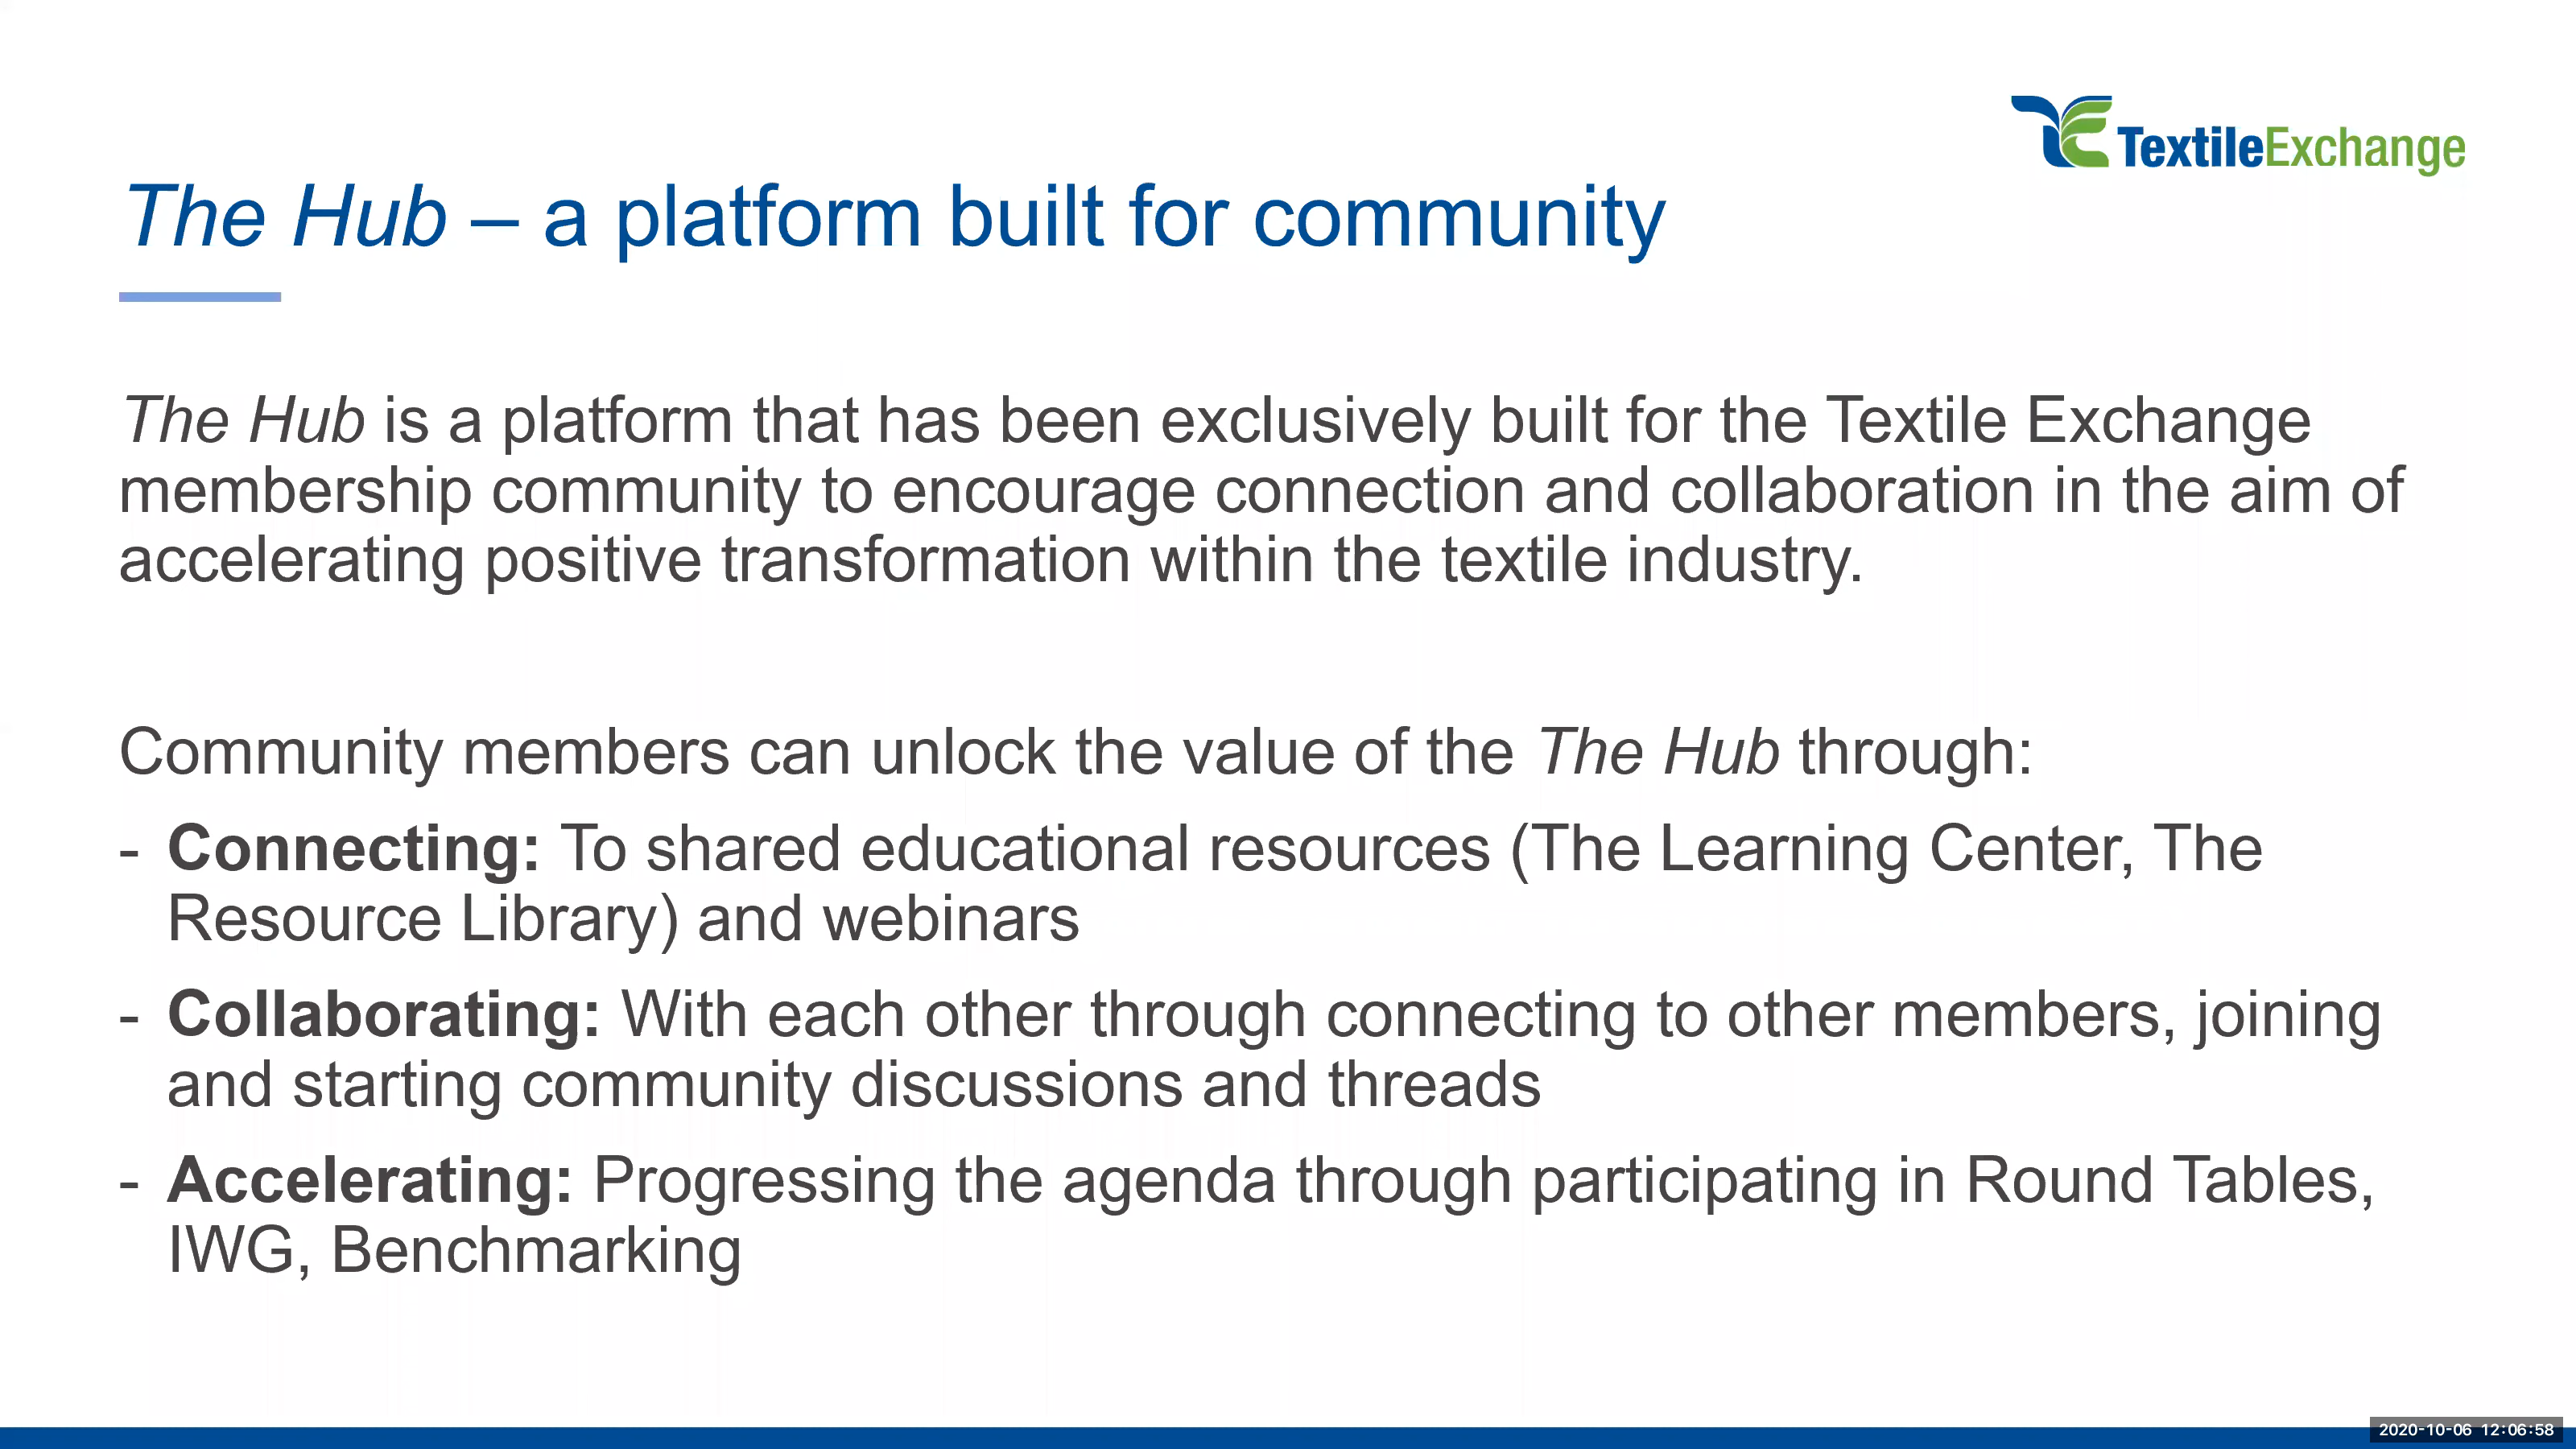 TextileExchange
The Hub – a platform built for community
The Hub is a platform that has been exclusively built for the Textile Exchange
membership community to encourage connection and collaboration in the aim of
accelerating positive transformation within the textile industry.
Community members can unlock the value of the The Hub through:
- Connecting: To shared educational resources (The Learning Center, The
Resource Library) and webinars
- Collaborating: With each other through connecting to other members, joining
and starting community discussions and threads
- Accelerating: Progressing the agenda through participating in Round Tables,
IWG, Benchmarking
2020-10-06 12:06:58